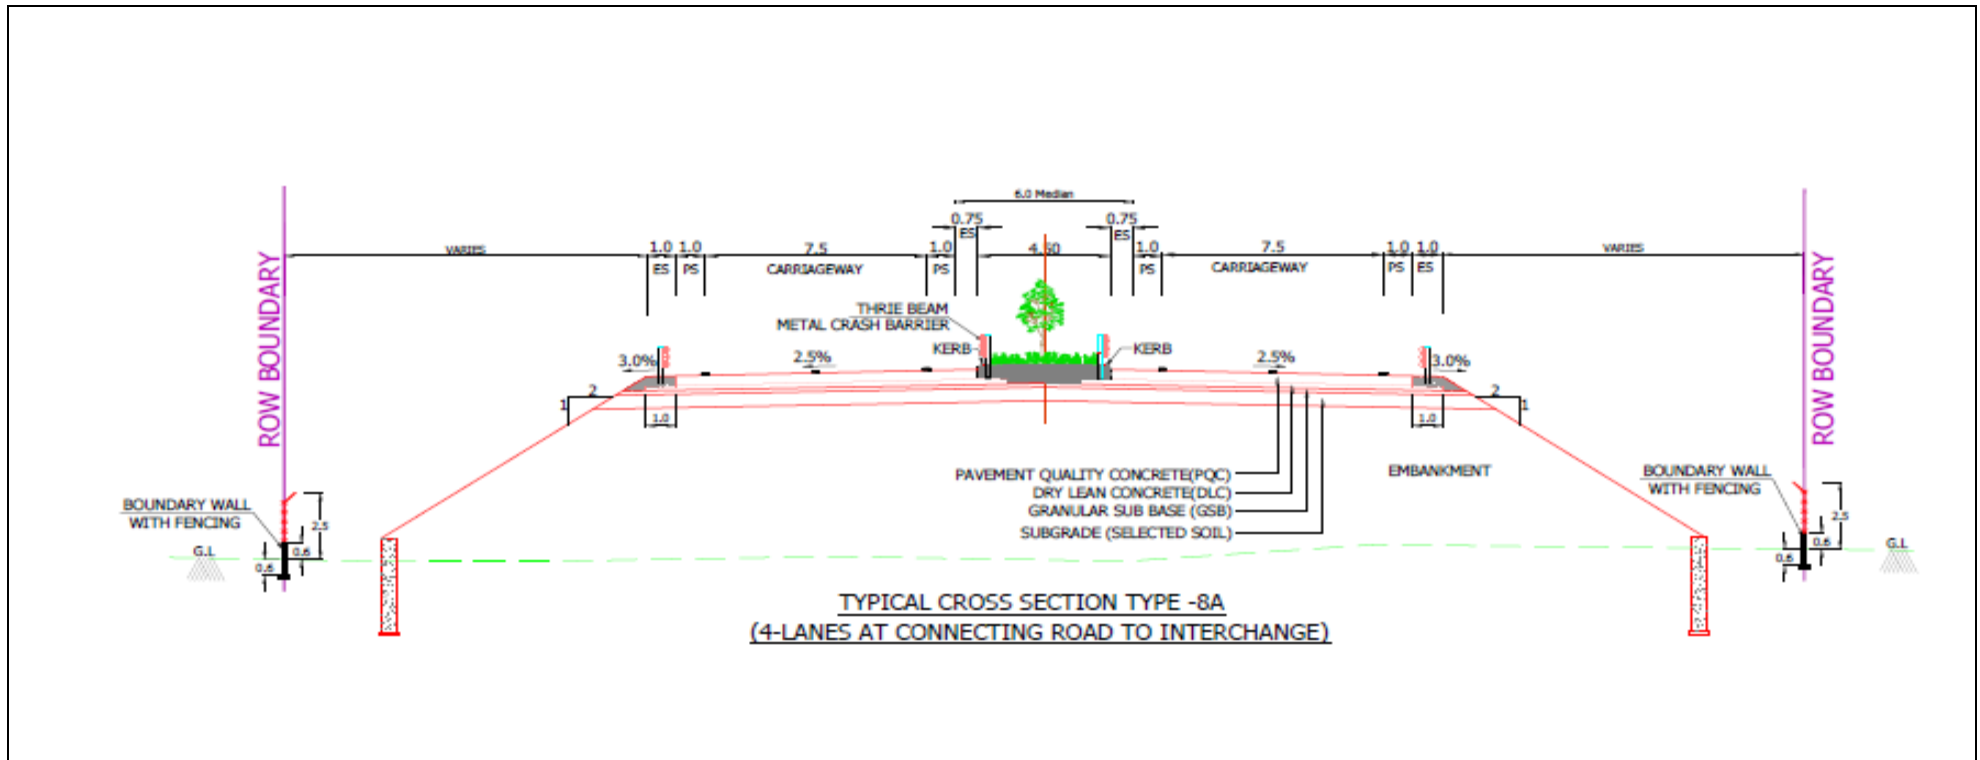 6.0 Median
0.75 0.75
ES ES
VARIES 1.0 1.0 7.5 1.0 4.50 1.0 7.5 1.0 1.0 VARIES
ES PS CARRIAGEWAY PS PS CARRIAGEWAY PS ES
ROW BOUNDARY
ROW BOUNDARY
THRIE BEAM
METAL CRASH BARRIER
KERB KERB
3.0% 2.5% 2.5% 3.0%
2 2
1 1
1.0 1.0
PAVEMENT QUALITY CONCRETE(PQC)
DRY LEAN CONCRETE(DLC)
GRANULAR SUB BASE (GSB)
SUBGRADE (SELECTED SOIL)
EMBANKMENT
BOUNDARY WALL
WITH FENCING
2.5
0.6
0.6
G.L
BOUNDARY WALL
WITH FENCING
2.5
0.6
0.6
G.L
TYPICAL CROSS SECTION TYPE -8A
(4-LANES AT CONNECTING ROAD TO INTERCHANGE)